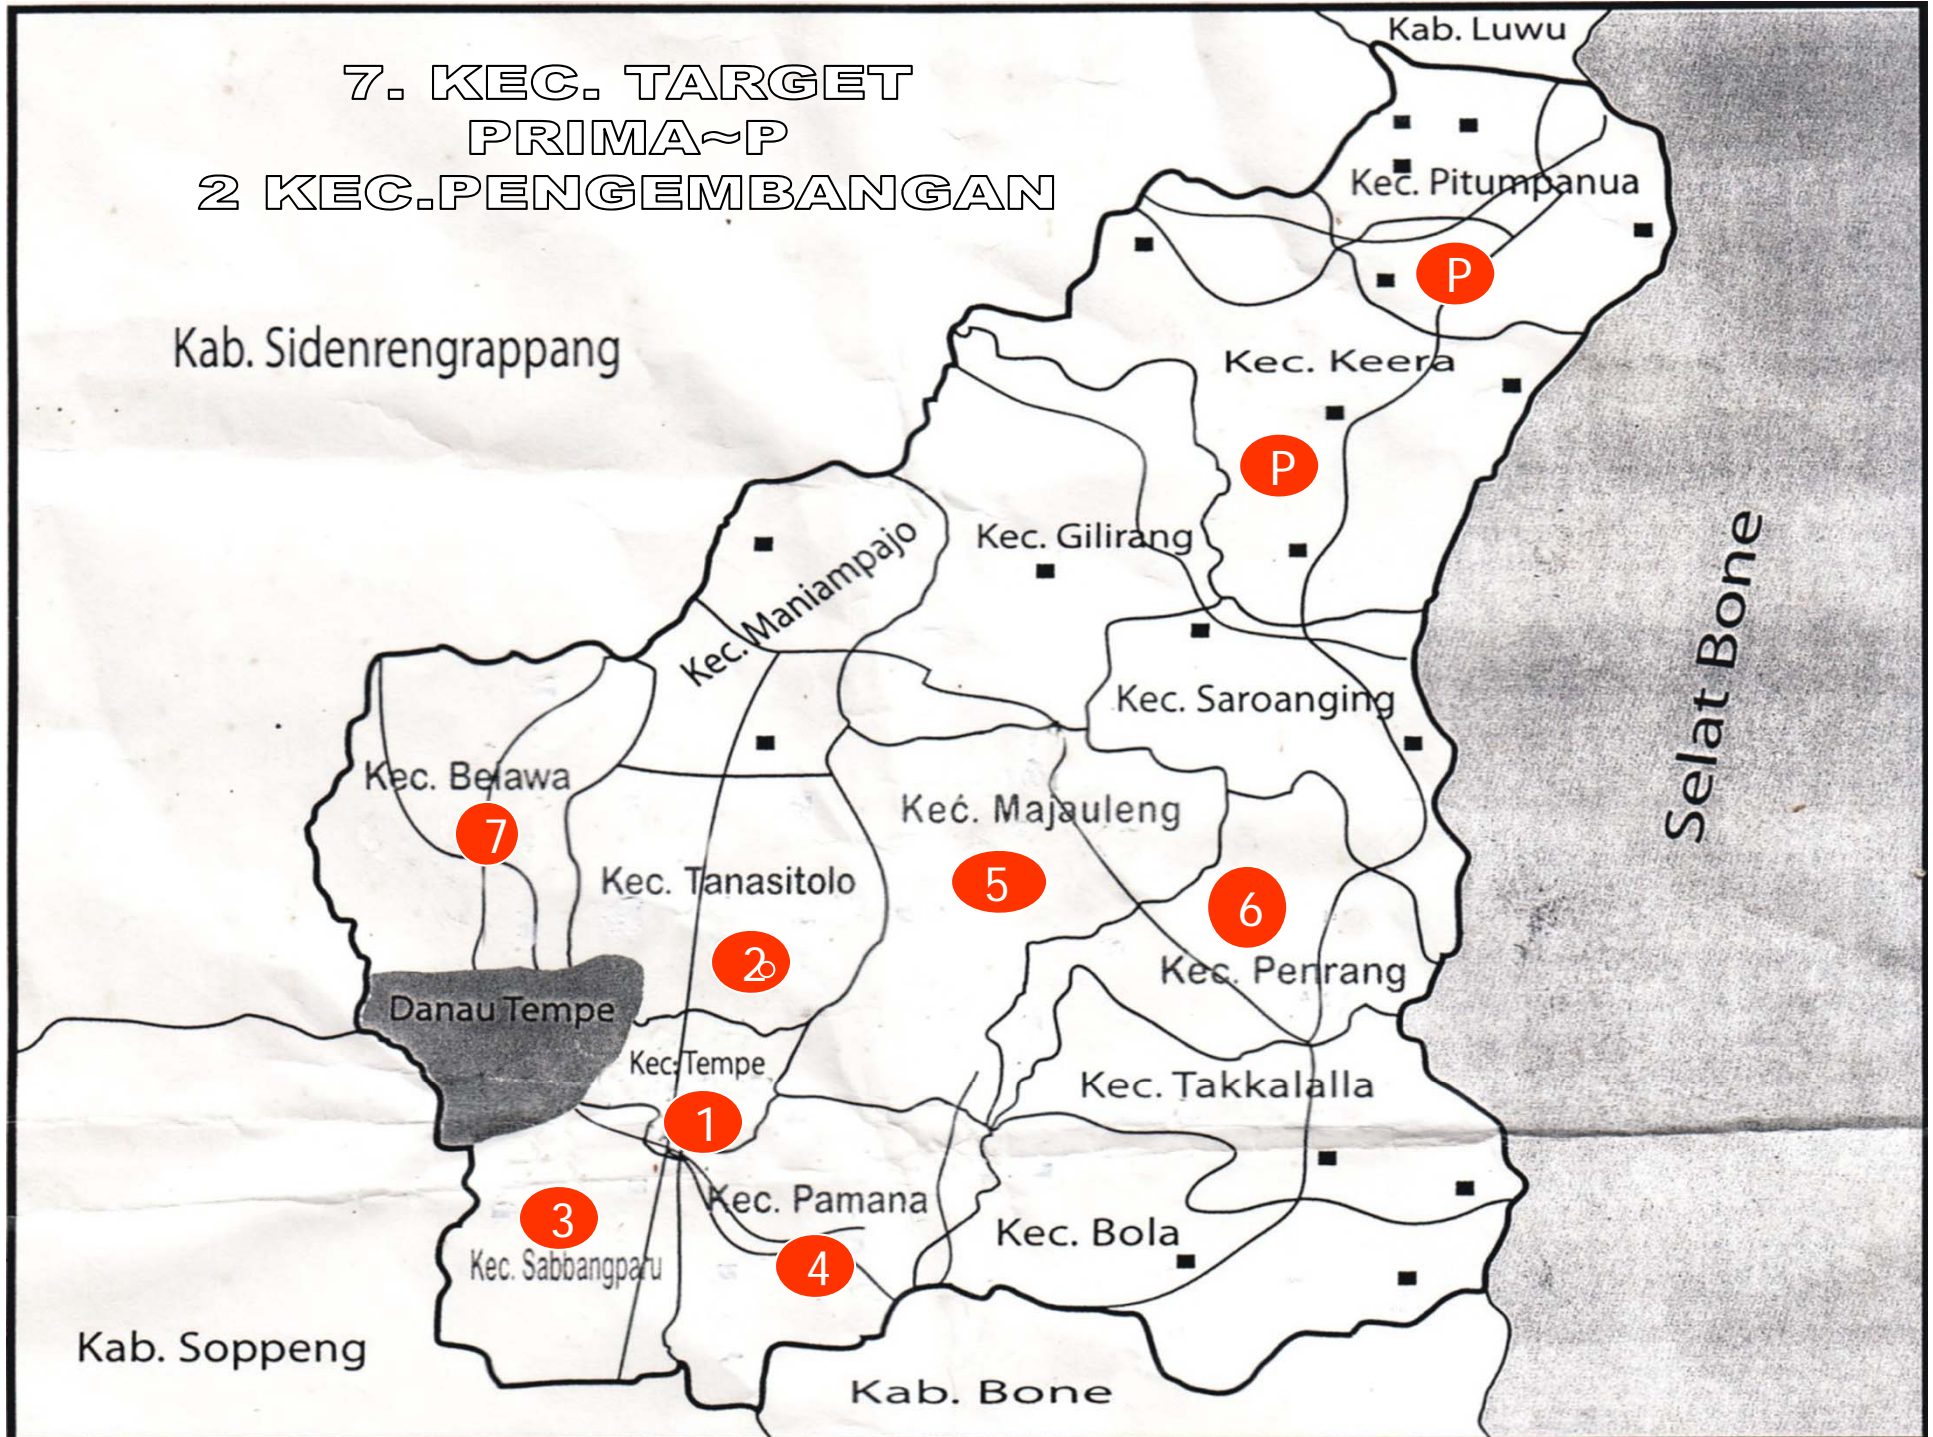 Kab. Luwu
7. KEC. TARGET
PRIMA~P
2 KEC.PENGEMBANGAN
Kec. Pitumpanua
P
Kab. Sidenrengrappang
Kec. Keera
P
Kec. Gilirang
Kec. Maniampajo
Selat Bone
Kec. Saroanging
Kec. Belawa
7
Kec. Majauleng
Kec. Tanasitolo
5
6
2
Kec. Penrang
Danau Tempe
Kec. Tempe
Kec. Takkalalla
1
Kec. Pamana
3
Kec. Bola
4
Kec. Sabbangparu
Kab. Soppeng
Kab. Bone